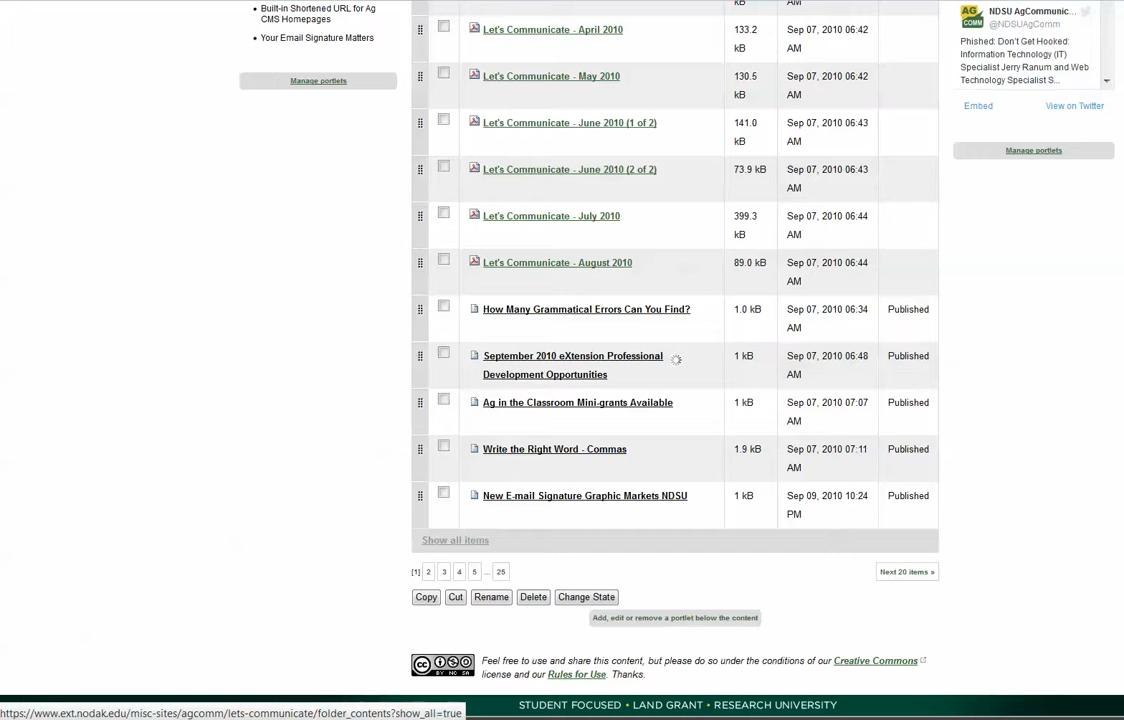 Built-in Shortened URL for Ag
CMS Homepages
Your Email Signature Matters
Manage portlets
kB
AM
Let's Communicate - April 2010
133.2
kB
Sep 07, 2010 06:42
AM
Let's Communicate - May 2010
130.5
kB
Sep 07, 2010 06:42
AM
Let's Communicate - June 2010 (1 of 2)
141.0
kB
Sep 07, 2010 06:43
AM
Let's Communicate - June 2010 (2 of 2)
73.9 kB
Sep 07, 2010 06:43
AM
Let's Communicate - July 2010
399.3
kB
Sep 07, 2010 06:44
AM
Let's Communicate - August 2010
89.0 kB
Sep 07, 2010 06:44
AM
How Many Grammatical Errors Can You Find?
1.0 kB
Sep 07, 2010 06:34
AM
Published
September 2010 eXtension Professional
Development Opportunities
1 kB
Sep 07, 2010 06:48
AM
Published
Ag in the Classroom Mini-grants Available
1 kB
Sep 07, 2010 07:07
AM
Published
Write the Right Word - Commas
1.9 kB
Sep 07, 2010 07:11
AM
Published
New E-mail Signature Graphic Markets NDSU
1 kB
Sep 09, 2010 10:24
PM
Published
Show all items
[1] 2 3 4 5 ... 25
Next 20 items »
Copy Cut Rename Delete Change State
Add, edit or remove a portlet below the content
AG
COMM
NDSU AgCommunic...
@NDSUAgComm
Phished: Don't Get Hooked:
Information Technology (IT)
Specialist Jerry Ranum and Web
Technology Specialist S...
Embed
View on Twitter
Manage portlets
cc
BY NC SA
Feel free to use and share this content, but please do so under the conditions of our Creative Commons
license and our Rules for Use. Thanks.
STUDENT FOCUSED • LAND GRANT • RESEARCH UNIVERSITY
https://www.ext.nodak.edu/misc-sites/agcomm/lets-communicate/folder_contents?show_all=true